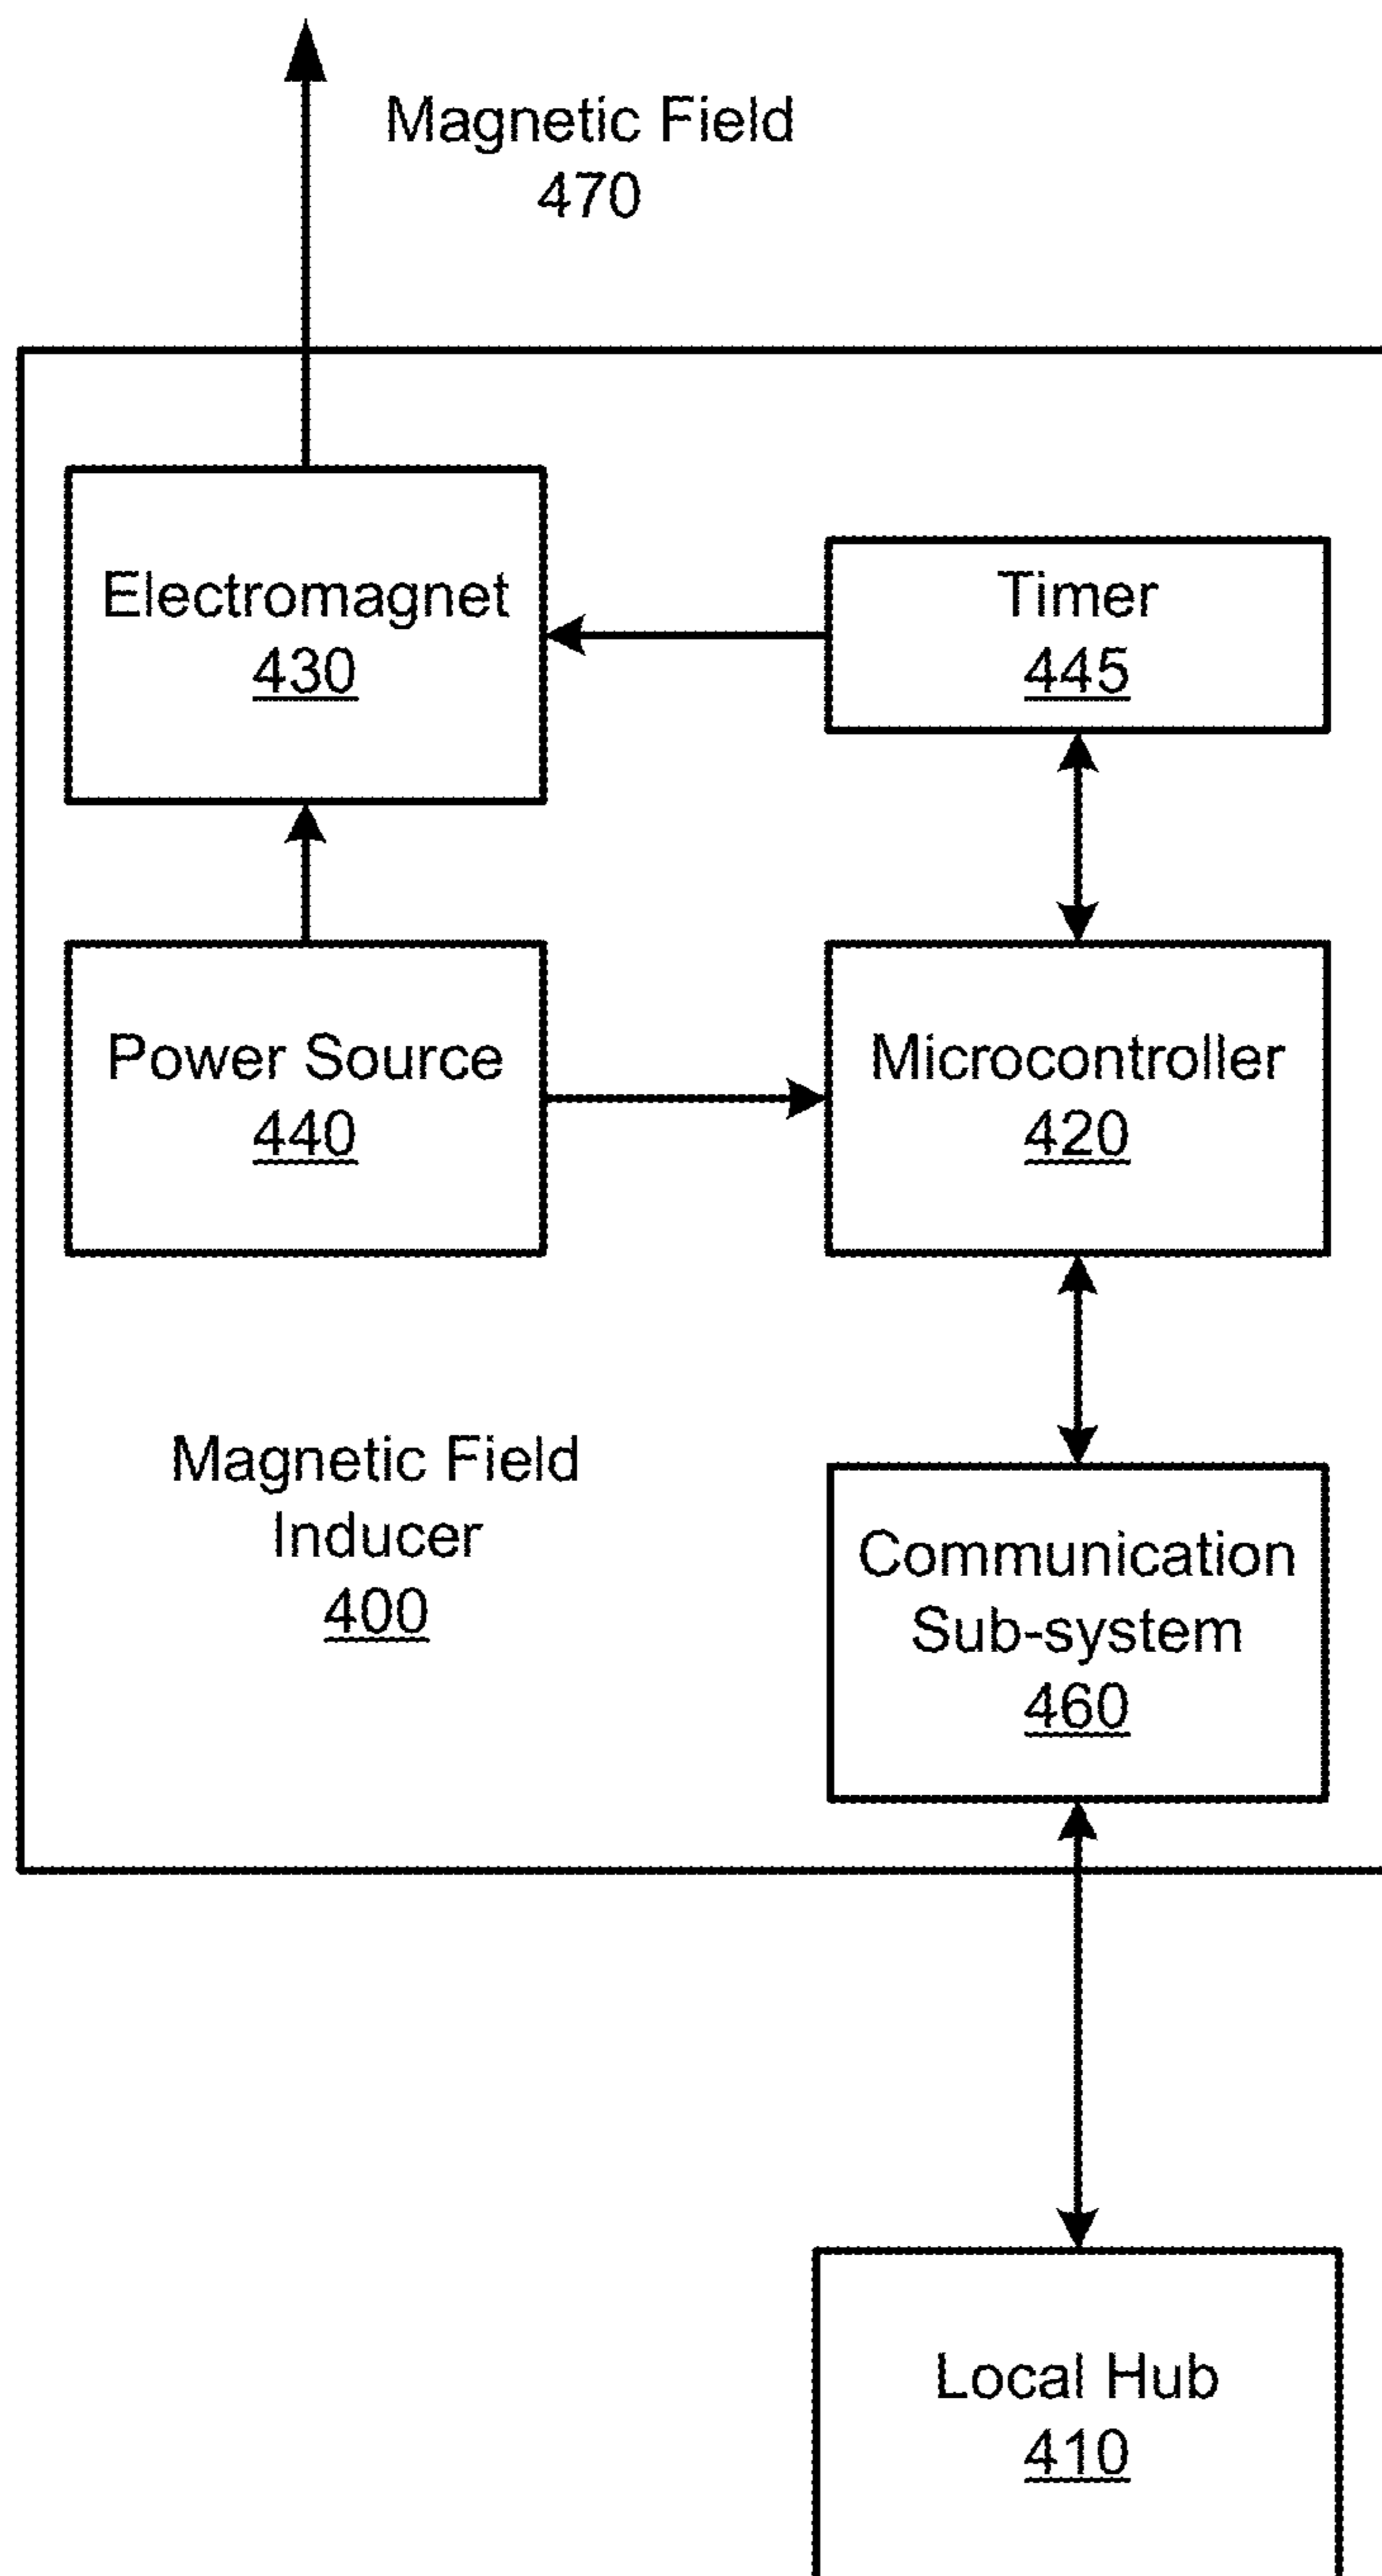 Magnetic Field
470
Electromagnet
430
Timer
445
Power Source
440
Microcontroller
420
Magnetic Field
Inducer
400
Communication
Sub-system
460
Local Hub
410